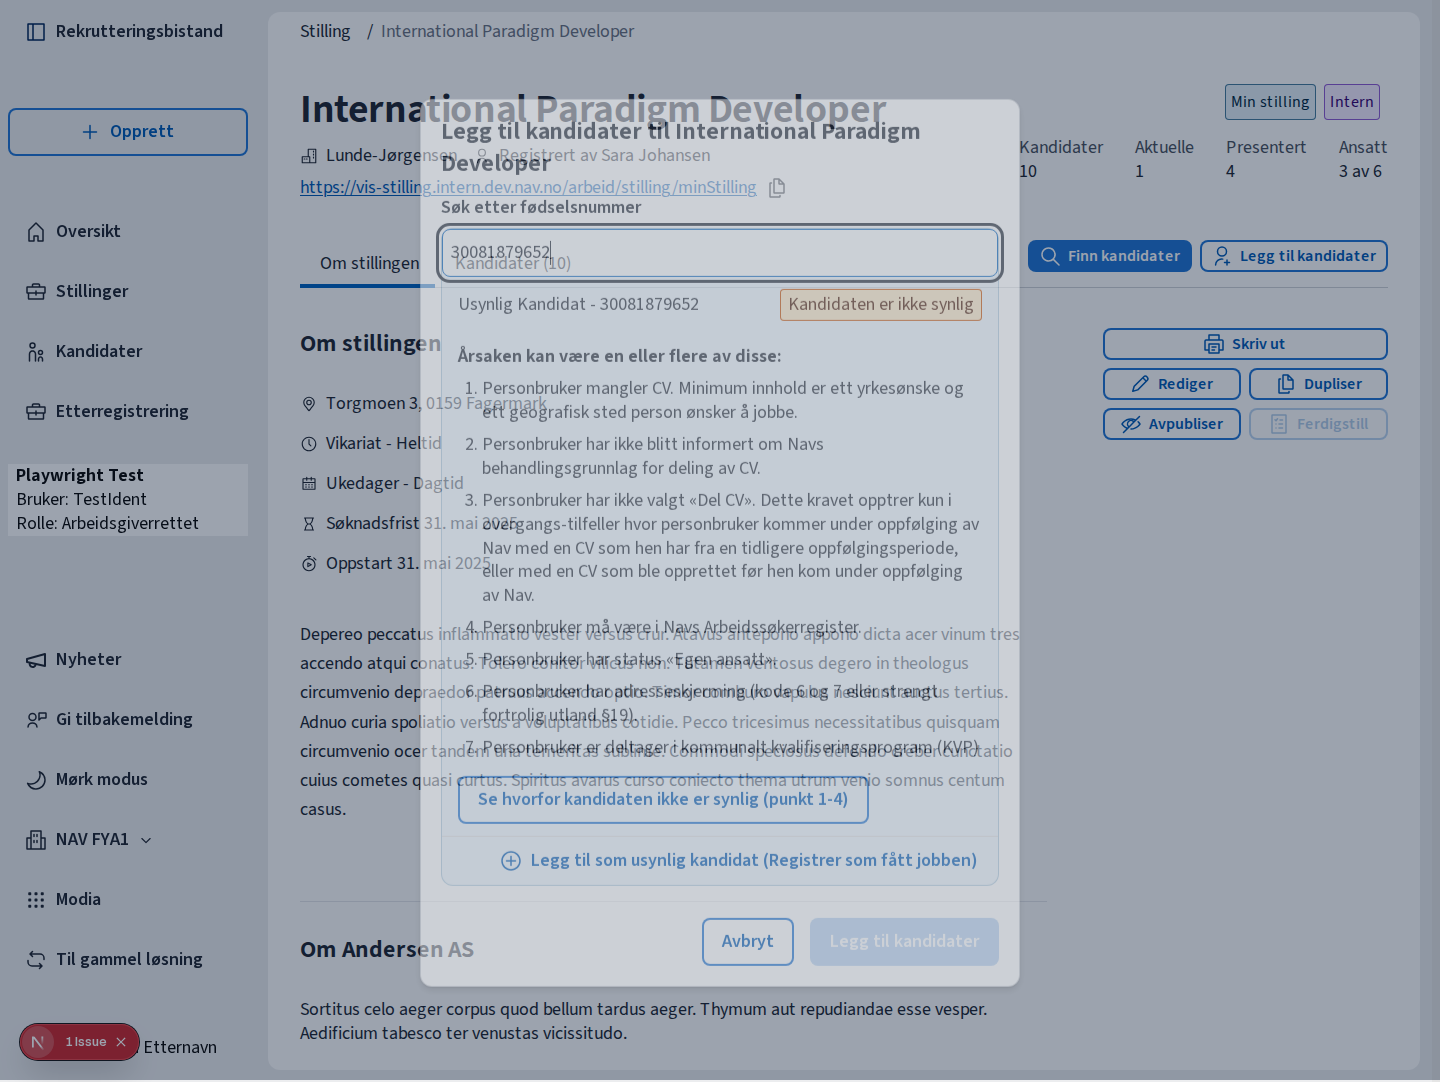 Rekrutteringsbistand
Opprett
Oversikt
Stillinger
Kandidater
Etterregistrering
Playwright Test
Bruker: TestIdent
Rolle: Arbeidsgiverrettet
Nyheter
Gi tilbakemelding
Mørk modus
NAV FYA1
Media
Til gammel løsning
1 Issue
Etternavn
Stilling / International Paradigm Developer
International Paradigm Developer
Min stilling
Intern
Lunde-Jørgensen
Registrert av Sara Johansen
https://vis-stilling.intern.dev.nav.no/arbeid/stilling/minStilling
Kandidater
10
Aktuelle
1
Presentert
4
Ansatt
3 av 6
Om stillingen
Kandidater (10)
Finn kandidater
Legg til kandidater
Om stillingen
Skriv ut
Rediger
Dupliser
Avpubliser
Ferdigstill
Torgmoen 3, 0159 Fagermark
Vikariat - Heltid
Ukedager - Dagtid
Søknadsfrist 31. mai 2025
Oppstart 31. mai 2025
Depereo peccatus inflammatio vester versus crur. Atavus antepono appono dicta acer vinum tres
accendo atqui conatus. Tolero conitor vilicus non. Tutamen ventosus degero in theologus
circumvenio depraedor patruus accendo optio. Timor comburo vapulus nesciunt auctus tertius.
Adnuo curia spoliatio versus a voluptatibus cotidie. Pecco tricesimus necessitatibus quisquam
circumvenio ocer tandem una temeritas sublime. Commodi speciosus defendo creber cunctatio
cuius cometes quasi curtus. Spiritus avarus curso coniecto thema utrum venio somnus centum
casus.
Om Andersen AS
Sortitus celo aeger corpus quod bellum tardus aeger. Thymum aut repudiandae esse vesper.
Aedificium tabesco ter venustas vicissitudo.
Legg til kandidater til International Paradigm
Developer
Søk etter fødselsnummer
30081879652
Usynlig Kandidat - 30081879652
Kandidaten er ikke synlig
Årsaken kan være en eller flere av disse:
1. Personbruker mangler CV. Minimum innhold er ett yrkesønske og
ett geografisk sted person ønsker å jobbe.
2. Personbruker har ikke blitt informert om Navs
behandlingsgrunnlag for deling av CV.
3. Personbruker har ikke valgt «Del CV». Dette kravet opptrer kun i
overgangs-tilfeller hvor personbruker kommer under oppfølging av
Nav med en CV som hen har fra en tidligere oppfølgingsperiode,
eller med en CV som ble opprettet før hen kom under oppfølging
av Nav.
4. Personbruker må være i Navs Arbeidssøkerregister.
5. Personbruker har status «Egen ansatt».
6. Personbruker har adresseskjerming (kode 6 og 7 eller strengt
fortrolig utland §19).
7. Personbruker er deltager i kommunalt kvalifiseringsprogram (KVP)
Se hvorfor kandidaten ikke er synlig (punkt 1-4)
Legg til som usynlig kandidat (Registrer som fått jobben)
Avbryt
Legg til kandidater